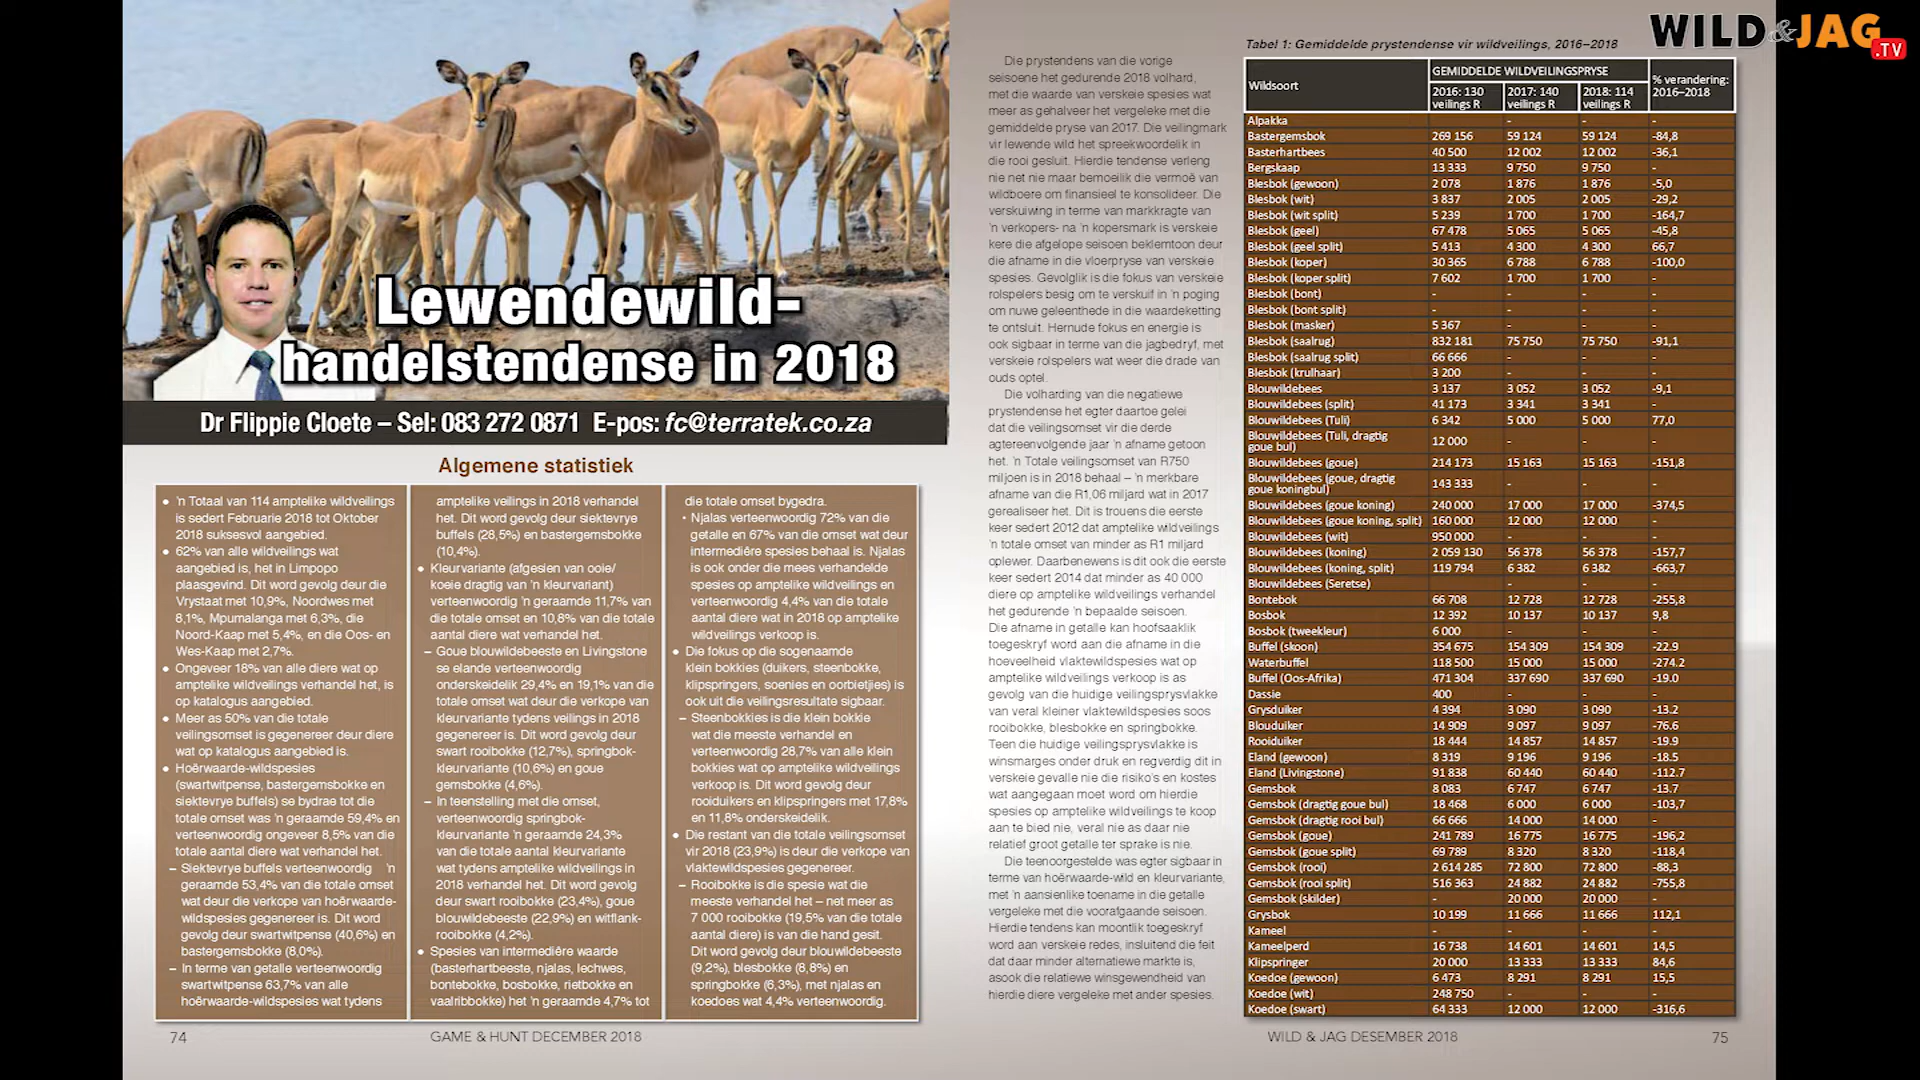 WILD & JAG
.TV
Lewendewild-
handelstendense in 2018
Dr Flippie Cloete – Sel: 083 272 0871 E-pos: fc@terratek.co.za
Algemene statistiek
• 'n Totaal van 114 amptelike wildveilings
is sedert Februarie 2018 tot Oktober
2018 suksesvol aangebied.
• 62% van alle wildveilings wat
aangebied is, het in Limpopo
plaasgevind. Dit word gevolg deur die
Vrystaat met 10,9%, Noordwes met
8,1%, Mpumalanga met 6,3%, die
Noord-Kaap met 5,4%, en die Oos- en
Wes-Kaap met 2,7%.
• Ongeveer 18% van alle diere wat op
amptelike wildveilings verhandel het, is
op katalogus aangebied.
• Meer as 50% van die totale
veilingsomset is gegenereer deur diere
wat op katalogus aangebied is.
• Hoërwaarde-wildspesies
(swartwitpense, bastergemsbokke en
siektevrye buffels) se bydrae tot die
totale omset was 'n geraamde 59,4% en
verteenwoordig ongeveer 8,5% van die
totale aantal diere wat verhandel het.
– Siektevrye buffels verteenwoordig 'n
geraamde 53,4% van die totale omset
wat deur die verkope van hoërwaarde-
wildspesies gegenereer is. Dit word
gevolg deur swartwitpense (40,6%) en
bastergemsbokke (8,0%).
– In terme van getalle verteenwoordig
swartwitpense 63,7% van alle
hoërwaarde-wildspesies wat tydens
amptelike veilings in 2018 verhandel
het. Dit word gevolg deur siektevrye
buffels (28,5%) en bastergemsbokke
(10,4%).
• Kleurvariante (afgesien van ooie/
koeie dragtig van 'n kleurvariant)
verteenwoordig 'n geraamde 11,7% van
die totale omset en 10,8% van die totale
aantal diere wat verhandel het.
– Goue blouwildebeeste en Livingstone
se elande verteenwoordig
onderskeidelik 29,4% en 19,1% van die
totale omset wat deur die verkope van
kleurvariante tydens veilings in 2018
gegenereer is. Dit word gevolg deur
swart rooibokke (12,7%), springbok-
kleurvariante (10,6%) en goue
gemsbokke (4,6%).
– In teenstelling met die omset,
verteenwoordig springbok-
kleurvariante 'n geraamde 24,3%
van die totale aantal kleurvariante
wat tydens amptelike wildveilings in
2018 verhandel het. Dit word gevolg
deur swart rooibokke (23,4%), goue
blouwildebeeste (22,9%) en witflank-
rooibokke (4,2%).
• Spesies van intermediêre waarde
(basterhartbeeste, njalas, lechwes,
bontebokke, bosbokke, rietbokke en
vaalribbokke) het 'n geraamde 4,7% tot
die totale omset bygedra.
• Njalas verteenwoordig 72% van die
getalle en 67% van die omset wat deur
intermediêre spesies behaal is. Njalas
is ook onder die mees verhandelde
spesies op amptelike wildveilings en
verteenwoordig 4,4% van die totale
aantal diere wat in 2018 op amptelike
wildveilings verkoop is.
• Die fokus op die sogenaamde
klein bokkies (duikers, steenbokke,
klipspringers, soenies en oorbietjies) is
ook uit die veilingsresultate sigbaar.
– Steenbokkies is die klein bokkie
wat die meeste verhandel en
verteenwoordig 28,7% van alle klein
bokkies wat op amptelike wildveilings
verkoop is. Dit word gevolg deur
rooiduikers en klipspringers met 17,8%
en 11,8% onderskeidelik.
• Die restant van die totale veilingsomset
vir 2018 (23,9%) is deur die verkope van
vlaktewildspesies gegenereer.
– Rooibokke is die spesie wat die
meeste verhandel het – net meer as
7 000 rooibokke (19,5% van die totale
aantal diere) is van die hand gesit.
Dit word gevolg deur blouwildebeeste
(9,2%), blesbokke (8,8%) en
springbokke (6,3%), met njalas en
koedoes wat 4,4% verteenwoordig.
74
GAME & HUNT DECEMBER 2018
Die prystendens van die vorige
seisoene het gedurende 2018 volhard,
met die waarde van verskeie spesies wat
meer as gehalveer het vergeleke met die
gemiddelde pryse van 2017. Die veilingmark
vir lewende wild het spreekwoordelik in
die rooi gesluit. Hierdie tendense verleng
nie net nie maar bemoeilik die vermoë van
wildboere om finansieel te konsolideer. Die
verskuiwing in terme van markkragte van
'n verkopers- na 'n kopersmark is verskeie
kere die afgelope seisoen beklemtoon deur
die afname in die vloerpryse van verskeie
spesies. Gevolglik is die fokus van verskeie
rolspelers besig om te verskuif in 'n poging
om nuwe geleenthede in die waardeketting
te ontsluit. Hernude fokus en energie is
ook sigbaar in terme van die jagbedryf, met
verskeie rolspelers wat weer die drade van
ouds optel.
Die volharding van die negatiewe
prystendense het egter daartoe gelei
dat die veilingsomset vir die derde
agtereenvolgende jaar 'n afname getoon
het. 'n Totale veilingsomset van R750
miljoen is in 2018 behaal – 'n merkbare
afname van die R1,06 miljard wat in 2017
gerealiseer het. Dit is trouens die eerste
keer sedert 2012 dat amptelike wildveilings
'n totale omset van minder as R1 miljard
oplewer. Daarbenewens is dit ook die eerste
keer sedert 2014 dat minder as 40 000
diere op amptelike wildveilings verhandel
het gedurende 'n bepaalde seisoen.
Die afname in getalle kan hoofsaaklik
toegeskryf word aan die afname in die
hoeveelheid vlaktewildspesies wat op
amptelike wildveilings verkoop is as
gevolg van die huidige veilingsprysvlakke
van veral kleiner vlaktewildspesies soos
rooibokke, blesbokke en springbokke.
Teen die huidige veilingsprysvlakke is
winsmarges onder druk en regverdig dit in
verskeie gevalle nie die risiko's en kostes
wat aangegaan moet word om hierdie
spesies op amptelike wildveilings te koop
aan te bied nie, veral nie as daar nie
relatief groot getalle ter sprake is nie.
Die teenoorgestelde was egter sigbaar in
terme van hoërwaarde-wild en kleurvariante,
met 'n aansienlike toename in die getalle
vergeleke met die voorafgaande seisoen.
Hierdie tendens kan moontlik toegeskryf
word aan verskeie redes, insluitend die feit
dat daar minder alternatiewe markte is,
asook die relatiewe winsgewendheid van
hierdie diere vergeleke met ander spesies.
Tabel 1: Gemiddelde prystendense vir wildveilings, 2016–2018
Wildsoort GEMIDDELDE WILDVEILINGSPRYSE % verandering: 2016–2018
2016: 130 veilings R 2017: 140 veilings R 2018: 114 veilings R
Alpakka - - -
Bastergemsbok 269 156 59 124 59 124 -84,8
Basterhartbees 40 500 12 002 12 002 -36,1
Bergskaap 13 333 9 750 9 750 -
Blesbok (gewoon) 2 078 1 876 1 876 -5,0
Blesbok (wit) 3 837 2 005 2 005 -29,2
Blesbok (wit split) 5 239 1 700 1 700 -164,7
Blesbok (geel) 67 478 5 065 5 065 -45,8
Blesbok (geel split) 5 413 4 300 4 300 66,7
Blesbok (koper) 30 365 6 788 6 788 -100,0
Blesbok (koper split) 7 602 1 700 1 700 -
Blesbok (bont) - - - -
Blesbok (bont split) - - - -
Blesbok (masker) 5 367 - - -
Blesbok (saalrug) 832 181 75 750 75 750 -91,1
Blesbok (saalrug split) 66 666 - - -
Blesbok (krulhaar) 3 200 - - -
Blouwildebees 3 137 3 052 3 052 -9,1
Blouwildebees (split) 41 173 3 341 3 341 -
Blouwildebees (Tuli) 6 342 5 000 5 000 77,0
Blouwildebees (Tuli, dragtig
goue bul) 12 000 - - -
Blouwildebees (goue) 214 173 15 163 15 163 -151,8
Blouwildebees (goue, dragtig
goue koningbul) 143 333 - - -
Blouwildebees (goue koning) 240 000 17 000 17 000 -374,5
Blouwildebees (goue koning, split) 160 000 12 000 12 000 -
Blouwildebees (wit) 950 000 - - -
Blouwildebees (koning) 2 059 130 56 378 56 378 -157,7
Blouwildebees (koning, split) 119 794 6 382 6 382 -663,7
Blouwildebees (Seretse) - - -
Bontebok 66 708 12 728 12 728 -255,8
Bosbok 12 392 10 137 10 137 9,8
Bosbok (tweekleur) 6 000 - - -
Buffel (skoon) 354 675 154 309 154 309 -22.9
Waterbuffel 118 500 15 000 15 000 -274.2
Buffel (Oos-Afrika) 471 304 337 690 337 690 -19.0
Dassie 400 - - -
Grysduiker 4 394 3 090 3 090 -13.2
Blouduiker 14 909 9 097 9 097 -76.6
Rooiduiker 18 444 14 857 14 857 -19.9
Eland (gewoon) 8 319 9 196 9 196 -18.5
Eland (Livingstone) 91 838 60 440 60 440 -112.7
Gemsbok 8 083 6 747 6 747 -13.7
Gemsbok (dragtig goue bul) 18 468 6 000 6 000 -103,7
Gemsbok (dragtig rooi bul) 66 666 14 000 14 000 -
Gemsbok (goue) 241 789 16 775 16 775 -196,2
Gemsbok (goue split) 69 789 8 320 8 320 -118,4
Gemsbok (rooi) 2 614 285 72 800 72 800 -88,3
Gemsbok (rooi split) 516 363 24 882 24 882 -755,8
Gemsbok (skilder) - 20 000 20 000 -
Grysbok 10 199 11 666 11 666 112,1
Kameel - - - -
Kameelperd 16 738 14 601 14 601 14,5
Klipspringer 20 000 13 333 13 333 84,6
Koedoe (gewoon) 6 473 8 291 8 291 15,5
Koedoe (wit) 248 750 - - -
Koedoe (swart) 64 333 12 000 12 000 -316,6
WILD & JAG DESEMBER 2018
75